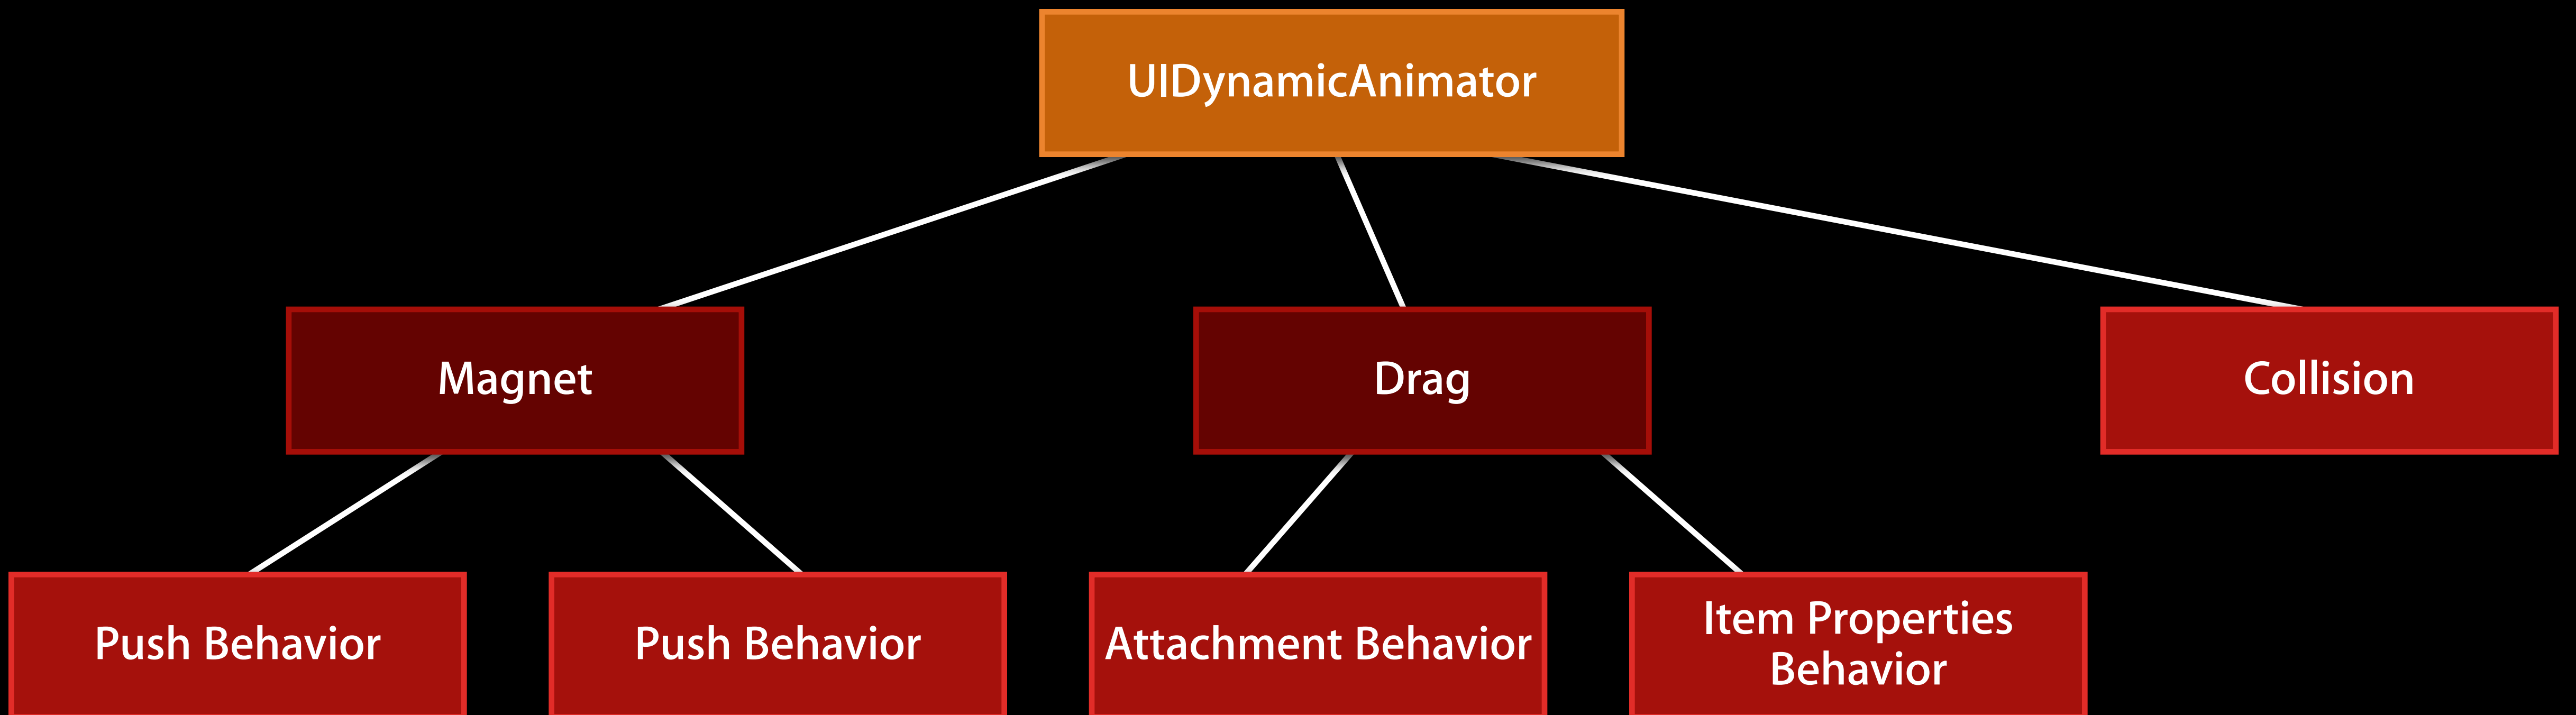 UIDynamicAnimator
Magnet
Drag
Collision
Push Behavior
Push Behavior
Attachment Behavior
Item Properties
Behavior